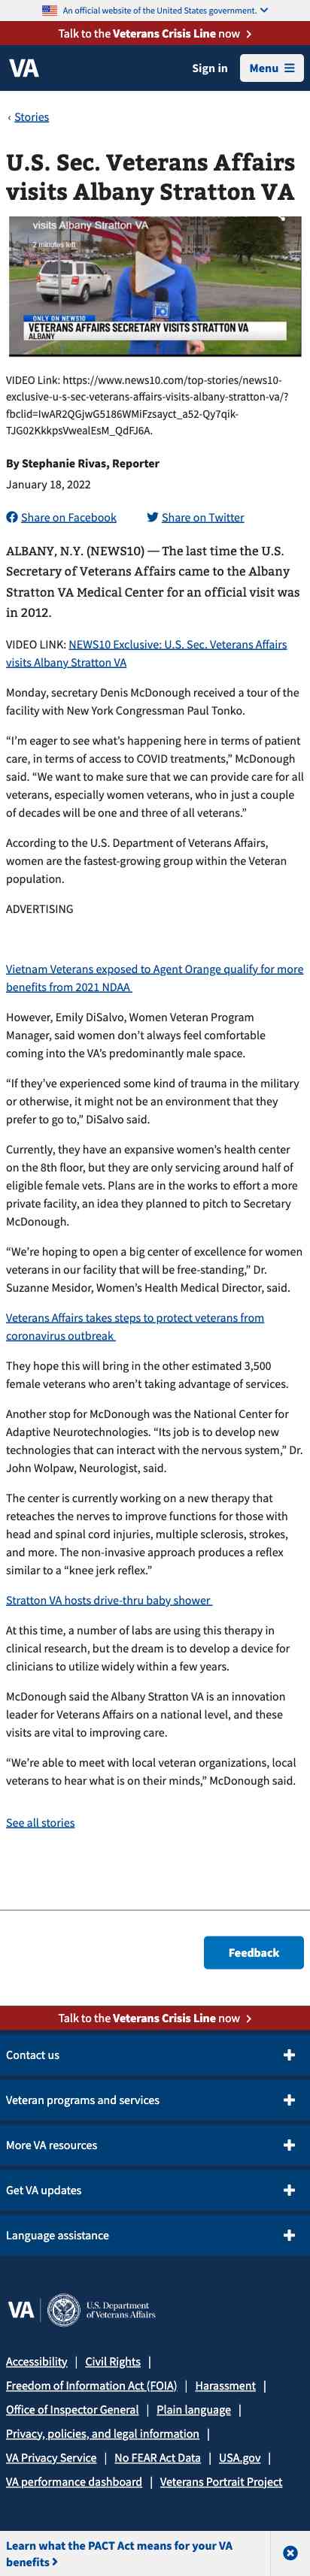 An official website of the United States government.
Talk to the Veterans Crisis Line now
VA
Sign in
Menu
‹ Stories
U.S. Sec. Veterans Affairs
visits Albany Stratton VA
visits Albany Stratton VA
2 minutes left
ONLY ON NEWS10
VETERANS AFFAIRS SECRETARY VISITS STRATTON VA
ALBANY
VIDEO Link: https://www.news10.com/top-stories/news10-
exclusive-u-s-sec-veterans-affairs-visits-albany-stratton-va/?
fbclid=IwAR2QGjwG5186WMiFzsayct_a52-Qy7qik-
TJG02KkkpsVwealEsM_QdFJ6A.
By Stephanie Rivas, Reporter
January 18, 2022
Share on Facebook
Share on Twitter
ALBANY, N.Y. (NEWS10) — The last time the U.S.
Secretary of Veterans Affairs came to the Albany
Stratton VA Medical Center for an official visit was
in 2012.
VIDEO LINK: NEWS10 Exclusive: U.S. Sec. Veterans Affairs
visits Albany Stratton VA
Monday, secretary Denis McDonough received a tour of the
facility with New York Congressman Paul Tonko.
“I’m eager to see what’s happening here in terms of patient
care, in terms of access to COVID treatments,” McDonough
said. “We want to make sure that we can provide care for all
veterans, especially women veterans, who in just a couple
of decades will be one and three of all veterans.”
According to the U.S. Department of Veterans Affairs,
women are the fastest-growing group within the Veteran
population.
ADVERTISING
Vietnam Veterans exposed to Agent Orange qualify for more
benefits from 2021 NDAA
However, Emily DiSalvo, Women Veteran Program
Manager, said women don’t always feel comfortable
coming into the VA’s predominantly male space.
“If they’ve experienced some kind of trauma in the military
or otherwise, it might not be an environment that they
prefer to go to,” DiSalvo said.
Currently, they have an expansive women’s health center
on the 8th floor, but they are only servicing around half of
eligible female vets. Plans are in the works to effort a more
private facility, an idea they planned to pitch to Secretary
McDonough.
“We’re hoping to open a big center of excellence for women
veterans in our facility that will be free-standing,” Dr.
Suzanne Mesidor, Women’s Health Medical Director, said.
Veterans Affairs takes steps to protect veterans from
coronavirus outbreak
They hope this will bring in the other estimated 3,500
female veterans who aren’t taking advantage of services.
Another stop for McDonough was the National Center for
Adaptive Neurotechnologies. “Its job is to develop new
technologies that can interact with the nervous system,” Dr.
John Wolpaw, Neurologist, said.
The center is currently working on a new therapy that
reteaches the nerves to improve functions for those with
head and spinal cord injuries, multiple sclerosis, strokes,
and more. The non-invasive approach produces a reflex
similar to a “knee jerk reflex.”
Stratton VA hosts drive-thru baby shower
At this time, a number of labs are using this therapy in
clinical research, but the dream is to develop a device for
clinicians to utilize widely within a few years.
McDonough said the Albany Stratton VA is an innovation
leader for Veterans Affairs on a national level, and these
visits are vital to improving care.
“We’re able to meet with local veteran organizations, local
veterans to hear what is on their minds,” McDonough said.
See all stories
Feedback
Talk to the Veterans Crisis Line now
Contact us
Veteran programs and services
More VA resources
Get VA updates
Language assistance
VA
U.S. Department
of Veterans Affairs
Accessibility | Civil Rights |
Freedom of Information Act (FOIA) | Harassment |
Office of Inspector General | Plain language |
Privacy, policies, and legal information |
VA Privacy Service | No FEAR Act Data | USA.gov |
VA performance dashboard | Veterans Portrait Project
Learn what the PACT Act means for your VA
benefits